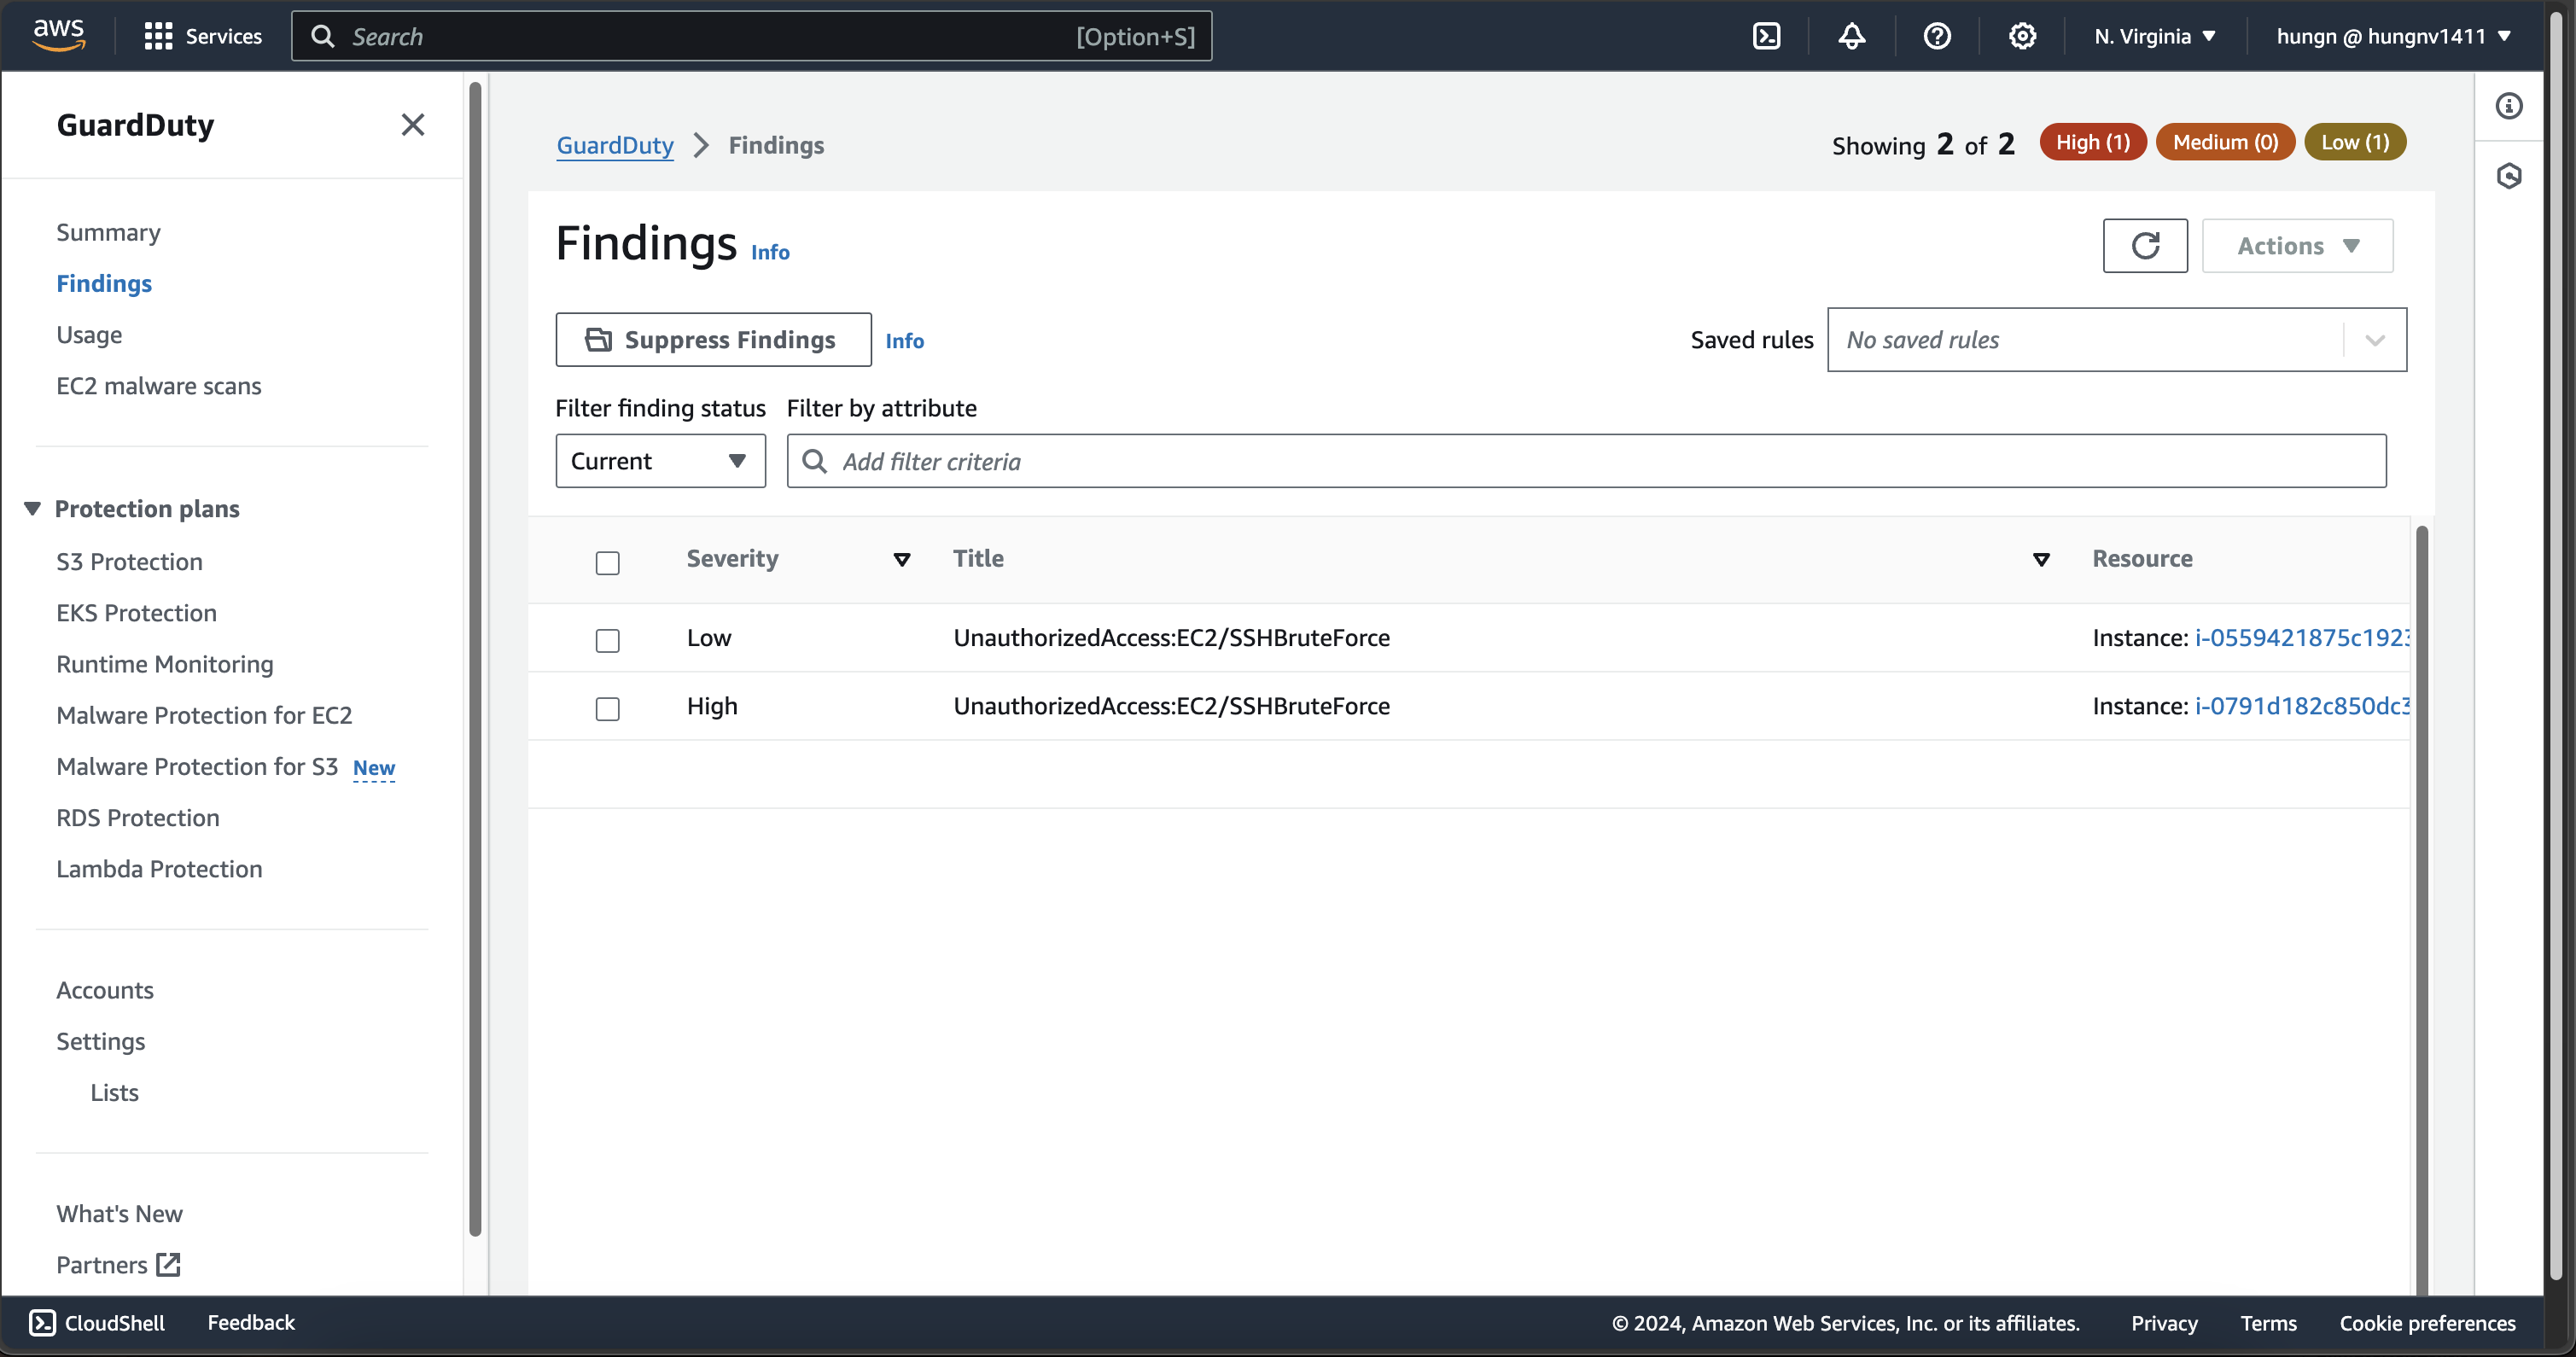 aws Services Search [Option+S] N. Virginia hungn @ hungnv1411
GuardDuty
Summary
Findings
Usage
EC2 malware scans
Protection plans
S3 Protection
EKS Protection
Runtime Monitoring
Malware Protection for EC2
Malware Protection for S3 New
RDS Protection
Lambda Protection
Accounts
Settings
Lists
What's New
Partners
GuardDuty Findings
Showing 2 of 2 High (1) Medium (0) Low (1)
Findings Info
Actions
Suppress Findings Info
Saved rules No saved rules
Filter finding status Filter by attribute
Current Add filter criteria
Severity Title Resource
Low UnauthorizedAccess:EC2/SSHBruteForce Instance: i-0559421875c1923
High UnauthorizedAccess:EC2/SSHBruteForce Instance: i-0791d182c850dc3
CloudShell Feedback © 2024, Amazon Web Services, Inc. or its affiliates. Privacy Terms Cookie preferences